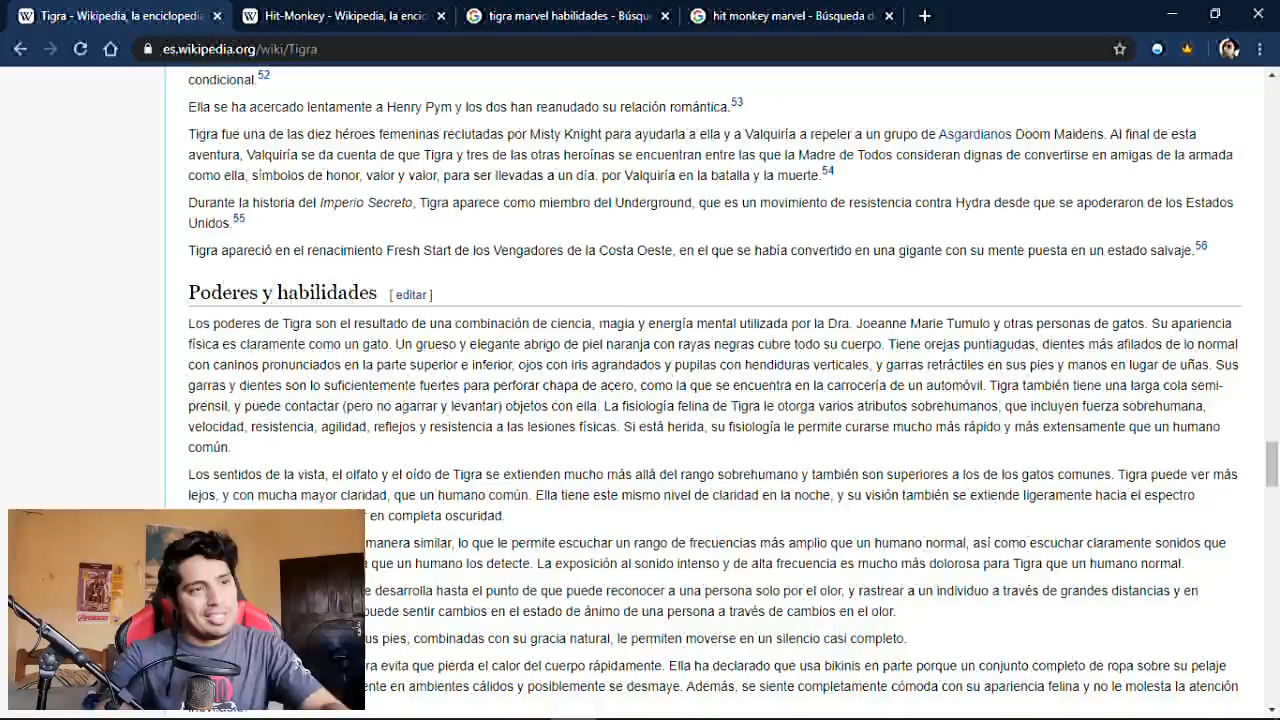 Tigra - Wikipedia, la enciclopedia
Hit-Monkey - Wikipedia, la encic
tigra marvel habilidades - Búsqu
hit monkey marvel - Búsqueda d
es.wikipedia.org/wiki/Tigra
condicional.52
Ella se ha acercado lentamente a Henry Pym y los dos han reanudado su relación romántica.53
Tigra fue una de las diez héroes femeninas reclutadas por Misty Knight para ayudarla a ella y a Valquiría a repeler a un grupo de Asgardianos Doom Maidens. Al final de esta
aventura, Valquiría se da cuenta de que Tigra y tres de las otras heroínas se encuentran entre las que la Madre de Todos consideran dignas de convertirse en amigas de la armada
como ella, símbolos de honor, valor y valor, para ser llevadas a un día. por Valquiría en la batalla y la muerte.54
Durante la historia del Imperio Secreto, Tigra aparece como miembro del Underground, que es un movimiento de resistencia contra Hydra desde que se apoderaron de los Estados
Unidos.55
Tigra apareció en el renacimiento Fresh Start de los Vengadores de la Costa Oeste, en el que se había convertido en una gigante con su mente puesta en un estado salvaje.56
Poderes y habilidades [ editar ]
Los poderes de Tigra son el resultado de una combinación de ciencia, magia y energía mental utilizada por la Dra. Joeanne Marie Tumulo y otras personas de gatos. Su apariencia
física es claramente como un gato. Un grueso y elegante abrigo de piel naranja con rayas negras cubre todo su cuerpo. Tiene orejas puntiagudas, dientes más afilados de lo normal
con caninos pronunciados en la parte superior e inferior, ojos con iris agrandados y pupilas con hendiduras verticales, y garras retráctiles en sus pies y manos en lugar de uñas. Sus
garras y dientes son lo suficientemente fuertes para perforar chapa de acero, como la que se encuentra en la carrocería de un automóvil. Tigra también tiene una larga cola semi-
prensil, y puede contactar (pero no agarrar y levantar) objetos con ella. La fisiología felina de Tigra le otorga varios atributos sobrehumanos, que incluyen fuerza sobrehumana,
velocidad, resistencia, agilidad, reflejos y resistencia a las lesiones físicas. Si está herida, su fisiología le permite curarse mucho más rápido y más extensamente que un humano
común.
Los sentidos de la vista, el olfato y el oído de Tigra se extienden mucho más allá del rango sobrehumano y también son superiores a los de los gatos comunes. Tigra puede ver más
lejos, y con mucha mayor claridad, que un humano común. Ella tiene este mismo nivel de claridad en la noche, y su visión también se extiende ligeramente hacia el espectro
en completa oscuridad.
manera similar, lo que le permite escuchar un rango de frecuencias más amplio que un humano normal, así como escuchar claramente sonidos que
que un humano los detecte. La exposición al sonido intenso y de alta frecuencia es mucho más dolorosa para Tigra que un humano normal.
e desarrolla hasta el punto de que puede reconocer a una persona solo por el olor, y rastrear a un individuo a través de grandes distancias y en
puede sentir cambios en el estado de ánimo de una persona a través de cambios en el olor.
us pies, combinadas con su gracia natural, le permiten moverse en un silencio casi completo.
ra evita que pierda el calor del cuerpo rápidamente. Ella ha declarado que usa bikinis en parte porque un conjunto completo de ropa sobre su pelaje
ente en ambientes cálidos y posiblemente se desmaye. Además, se siente completamente cómoda con su apariencia felina y no le molesta la atención